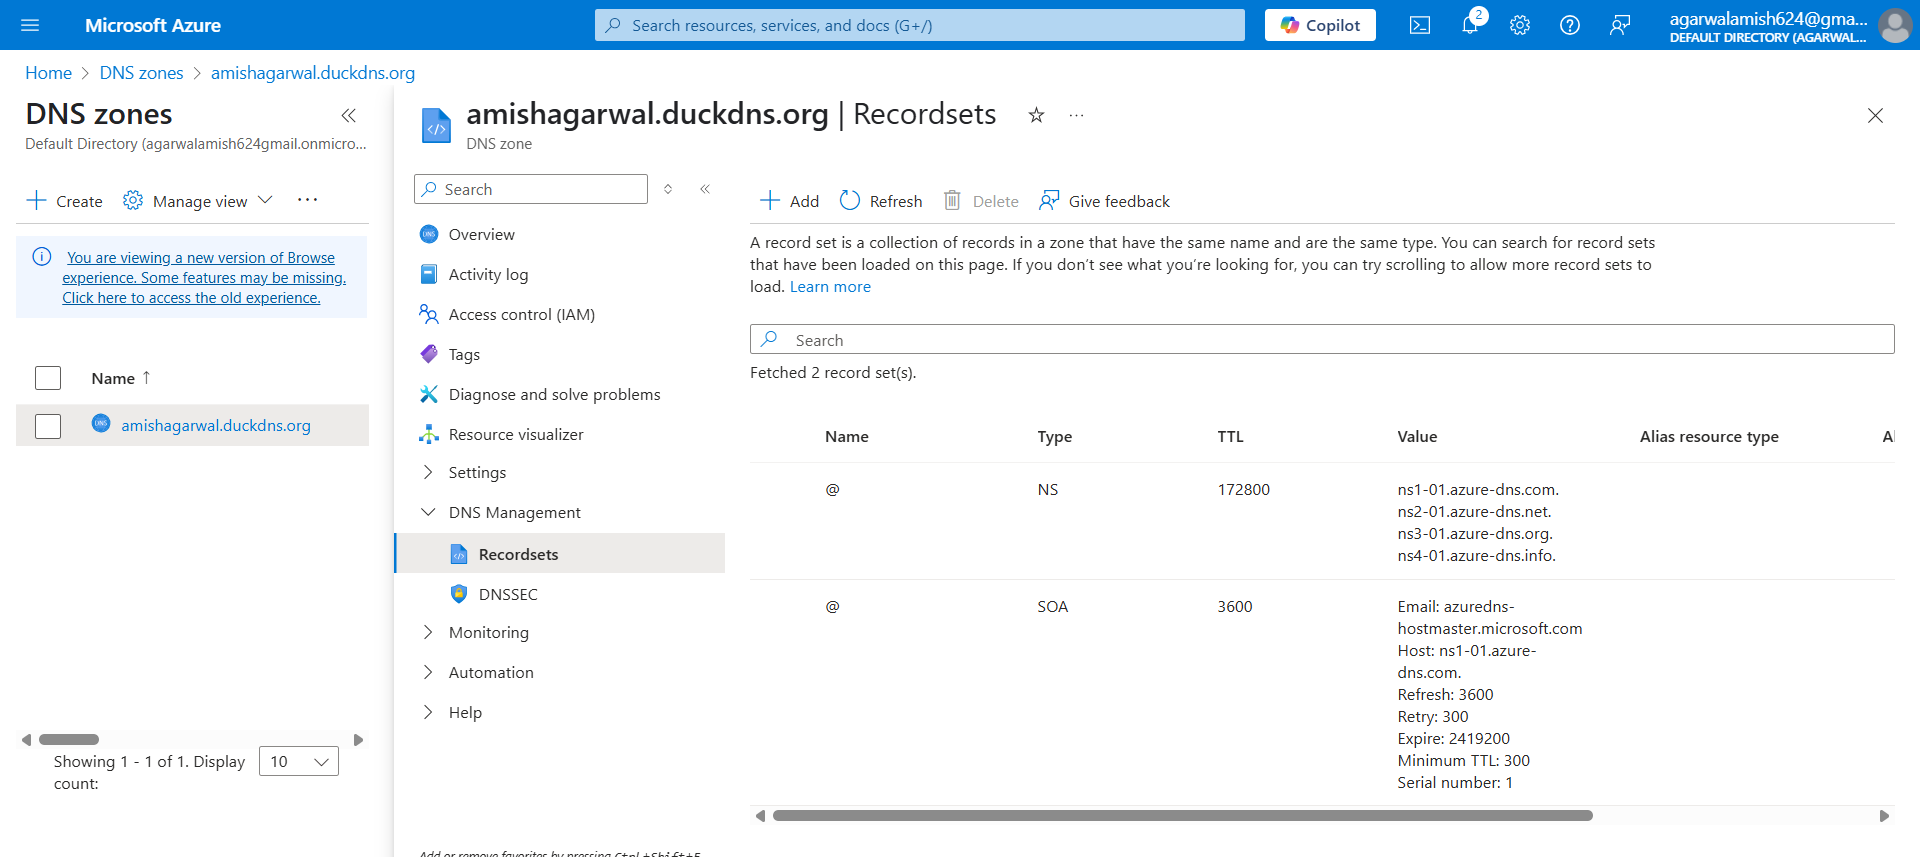 Microsoft Azure
Search resources, services, and docs (G+/)
Copilot
2
agarwalamish624@gma...
DEFAULT DIRECTORY (AGARWAL...
Home > DNS zones > amishagarwal.duckdns.org
DNS zones
Default Directory (agarwalamish624gmail.onmicro...
Create
Manage view
...
You are viewing a new version of Browse
experience. Some features may be missing.
Click here to access the old experience.
Name ↑
DNS
amishagarwal.duckdns.org
Showing 1 - 1 of 1. Display
count:
10
amishagarwal.duckdns.org | Recordsets
...
DNS zone
Search
Overview
Activity log
Access control (IAM)
Tags
Diagnose and solve problems
Resource visualizer
Settings
DNS Management
Recordsets
DNSSEC
Monitoring
Automation
Help
Add or remove favorites by pressing Ctrl+Shift+F
Add
Refresh
Delete
Give feedback
A record set is a collection of records in a zone that have the same name and are the same type. You can search for record sets
that have been loaded on this page. If you don't see what you're looking for, you can try scrolling to allow more record sets to
load. Learn more
Search
Fetched 2 record set(s).
Name Type TTL Value Alias resource type Al
@ NS 172800 ns1-01.azure-dns.com.
ns2-01.azure-dns.net.
ns3-01.azure-dns.org.
ns4-01.azure-dns.info.
@ SOA 3600 Email: azuredns-
hostmaster.microsoft.com
Host: ns1-01.azure-
dns.com.
Refresh: 3600
Retry: 300
Expire: 2419200
Minimum TTL: 300
Serial number: 1